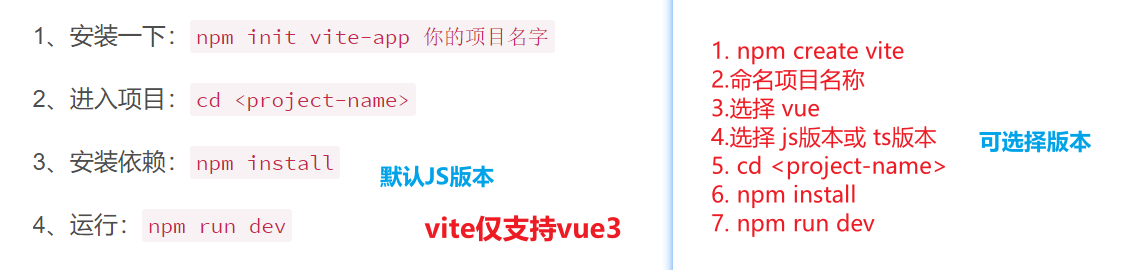 1、安装一下：npm init vite-app 你的项目名字
2、进入项目：cd <project-name>
3、安装依赖：npm install
默认JS版本
4、运行：npm run dev
vite仅支持vue3
1. npm create vite
2.命名项目名称
3.选择 vue
4.选择 js版本或 ts版本
可选择版本
5. cd <project-name>
6. npm install
7. npm run dev